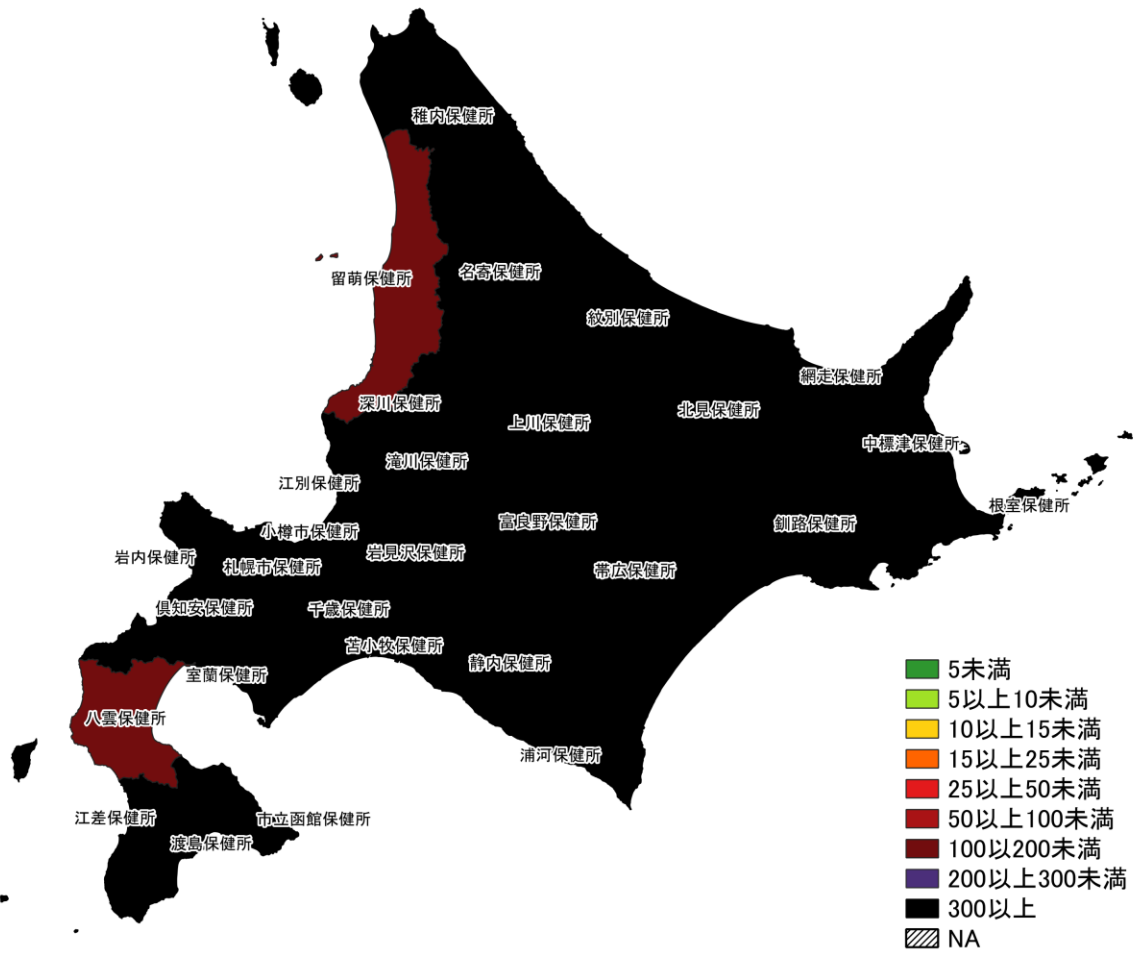 稚内保健所
名寄保健所
留萌保健所
紋別保健所
網走保健所
深川保健所
北見保健所
上川保健所
中標津保健所
滝川保健所
江別保健所
根室保健所
富良野保健所
釧路保健所
小樽市保健所
岩見沢保健所
岩内保健所
札幌市保健所
帯広保健所
倶知安保健所
千歳保健所
苫小牧保健所
静内保健所
室蘭保健所
八雲保健所
浦河保健所
江差保健所
市立函館保健所
渡島保健所
5未満
5以上10未満
10以上15未満
15以上25未満
25以上50未満
50以上100未満
100以200未満
200以上300未満
300以上
NA